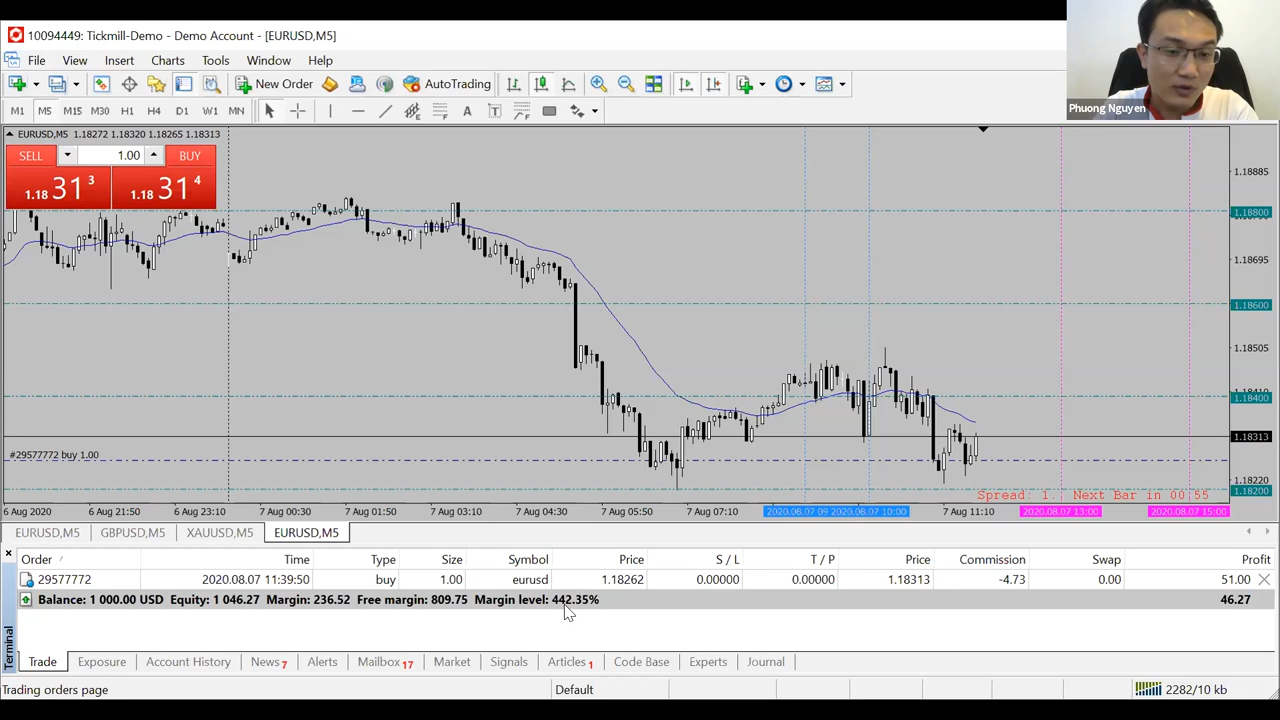 10094449: Tickmill-Demo - Demo Account - [EURUSD,M5]
File View Insert Charts Tools Window Help
New Order AutoTrading
M1 M5 M15 M30 H1 H4 D1 W1 MN A T
Phuong Nguyen
EURUSD,M5 1.18272 1.18320 1.18265 1.18313
SELL 1.00 BUY
1.18 31 3 1.18 31 4
1.18885
1.18800
1.18695
1.18600
1.18505
1.18400
1.18313
#29577772 buy 1.00
1.18220
1.18200
Spread: 1. Next Bar in 00:55
6 Aug 2020 6 Aug 21:50 6 Aug 23:10 7 Aug 00:30 7 Aug 01:50 7 Aug 03:10 7 Aug 04:30 7 Aug 05:50 7 Aug 07:10 2020.08.07 09 2020.08.07 10:00 7 Aug 11:10 2020.08.07 13:00 2020.08.07 15:00
EURUSD,M5 GBPUSD,M5 XAUUSD,M5 EURUSD,M5
Order Time Type Size Symbol Price S / L T / P Price Commission Swap Profit
29577772 2020.08.07 11:39:50 buy 1.00 eurusd 1.18262 0.00000 0.00000 1.18313 -4.73 0.00 51.00
Balance: 1 000.00 USD Equity: 1 046.27 Margin: 236.52 Free margin: 809.75 Margin level: 442.35% 46.27
Terminal
Trade Exposure Account History News 7 Alerts Mailbox 17 Market Signals Articles 1 Code Base Experts Journal
Trading orders page Default 2282/10 kb